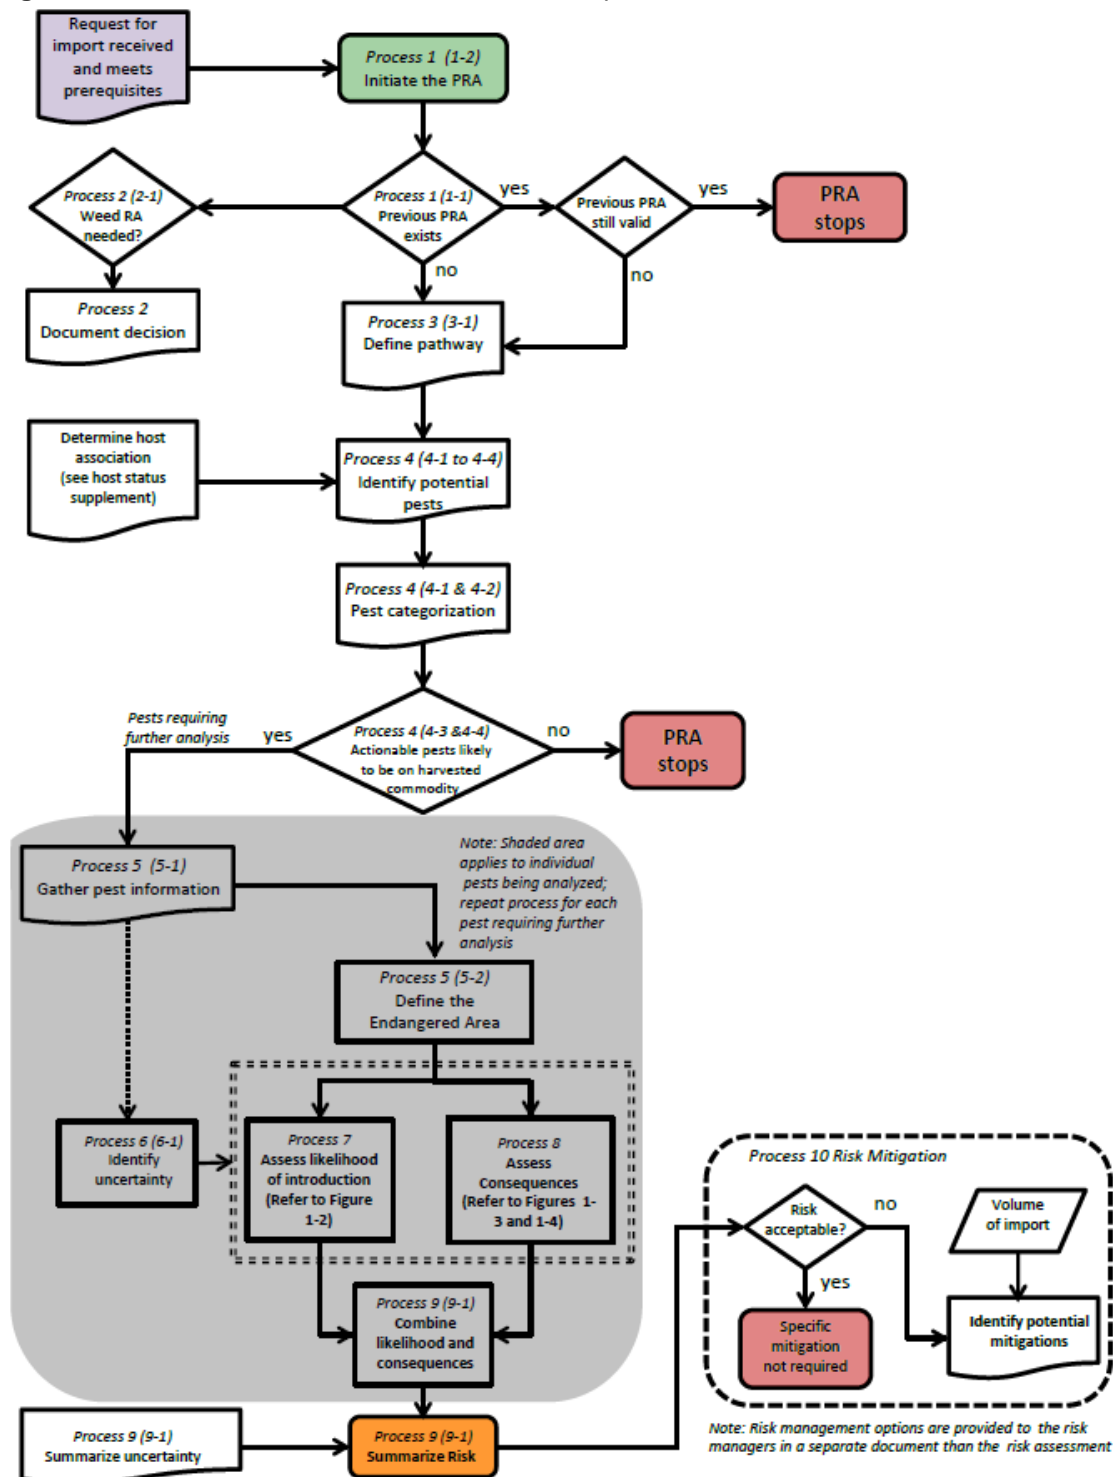 Request for
import received
and meets
prerequisites
Process 1 (1-2)
Initiate the PRA
Process 2 (2-1)
Weed RA
needed?
Process 1 (1-1)
Previous PRA
exists
yes
Previous PRA
still valid
yes
PRA
stops
no
no
Process 2
Document decision
Process 3 (3-1)
Define pathway
Determine host
association
(see host status
supplement)
Process 4 (4-1 to 4-4)
Identify potential
pests
Process 4 (4-1 & 4-2)
Pest categorization
Pests requiring
further analysis
yes
Process 4 (4-3 &4-4)
Actionable pests likely
to be on harvested
commodity
no
PRA
stops
Process 5 (5-1)
Gather pest information
Note: Shaded area
applies to individual
pests being analyzed;
repeat process for each
pest requiring further
analysis
Process 5 (5-2)
Define the
Endangered Area
Process 6 (6-1)
Identify
uncertainty
Process 7
Assess likelihood
of introduction
(Refer to Figure
1-2)
Process 8
Assess
Consequences
(Refer to Figures 1-
3 and 1-4)
Process 9 (9-1)
Combine
likelihood and
consequences
Process 9 (9-1)
Summarize uncertainty
Process 9 (9-1)
Summarize Risk
Process 10 Risk Mitigation
Risk
acceptable?
no
Volume
of import
yes
Specific
mitigation
not required
Identify potential
mitigations
Note: Risk management options are provided to the risk
managers in a separate document than the risk assessment